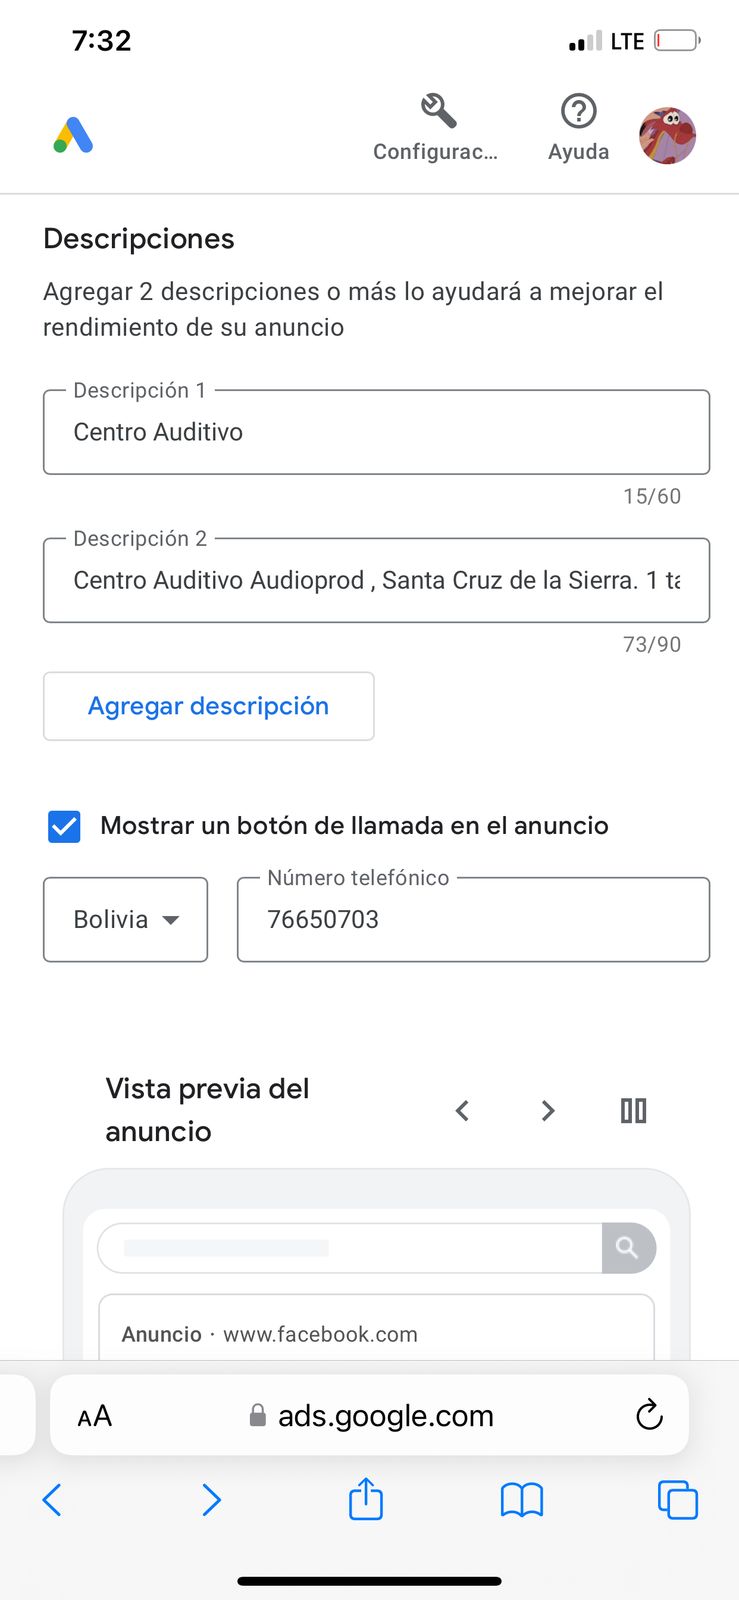 7:32
LTE
Configurac...
Ayuda
Descripciones
Agregar 2 descripciones o más lo ayudará a mejorar el
rendimiento de su anuncio
Descripción 1
Centro Auditivo
15/60
Descripción 2
Centro Auditivo Audioprod , Santa Cruz de la Sierra. 1
73/90
Agregar descripción
Mostrar un botón de llamada en el anuncio
Bolivia
Número telefónico
76650703
Vista previa del
anuncio
Anuncio · www.facebook.com
AA
ads.google.com